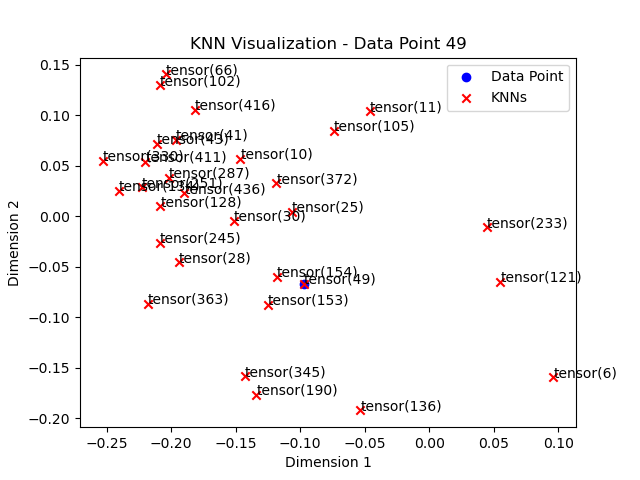 KNN Visualization - Data Point 49
Data Point
KNNs
tensor(66)
tensor(102)
tensor(416)
tensor(11)
tensor(105)
tensor(41)
tensor(43)
tensor(10)
tensor(330)
tensor(411)
tensor(287)
tensor(372)
tensor(436)
tensor(128)
tensor(25)
tensor(30)
tensor(233)
tensor(245)
tensor(28)
tensor(154)
tensor(49)
tensor(121)
tensor(363)
tensor(153)
tensor(345)
tensor(6)
tensor(190)
tensor(136)
0.15
0.10
0.05
0.00
−0.05
−0.10
−0.15
−0.20
Dimension 2
−0.25
−0.20
−0.15
−0.10
−0.05
0.00
0.05
0.10
Dimension 1